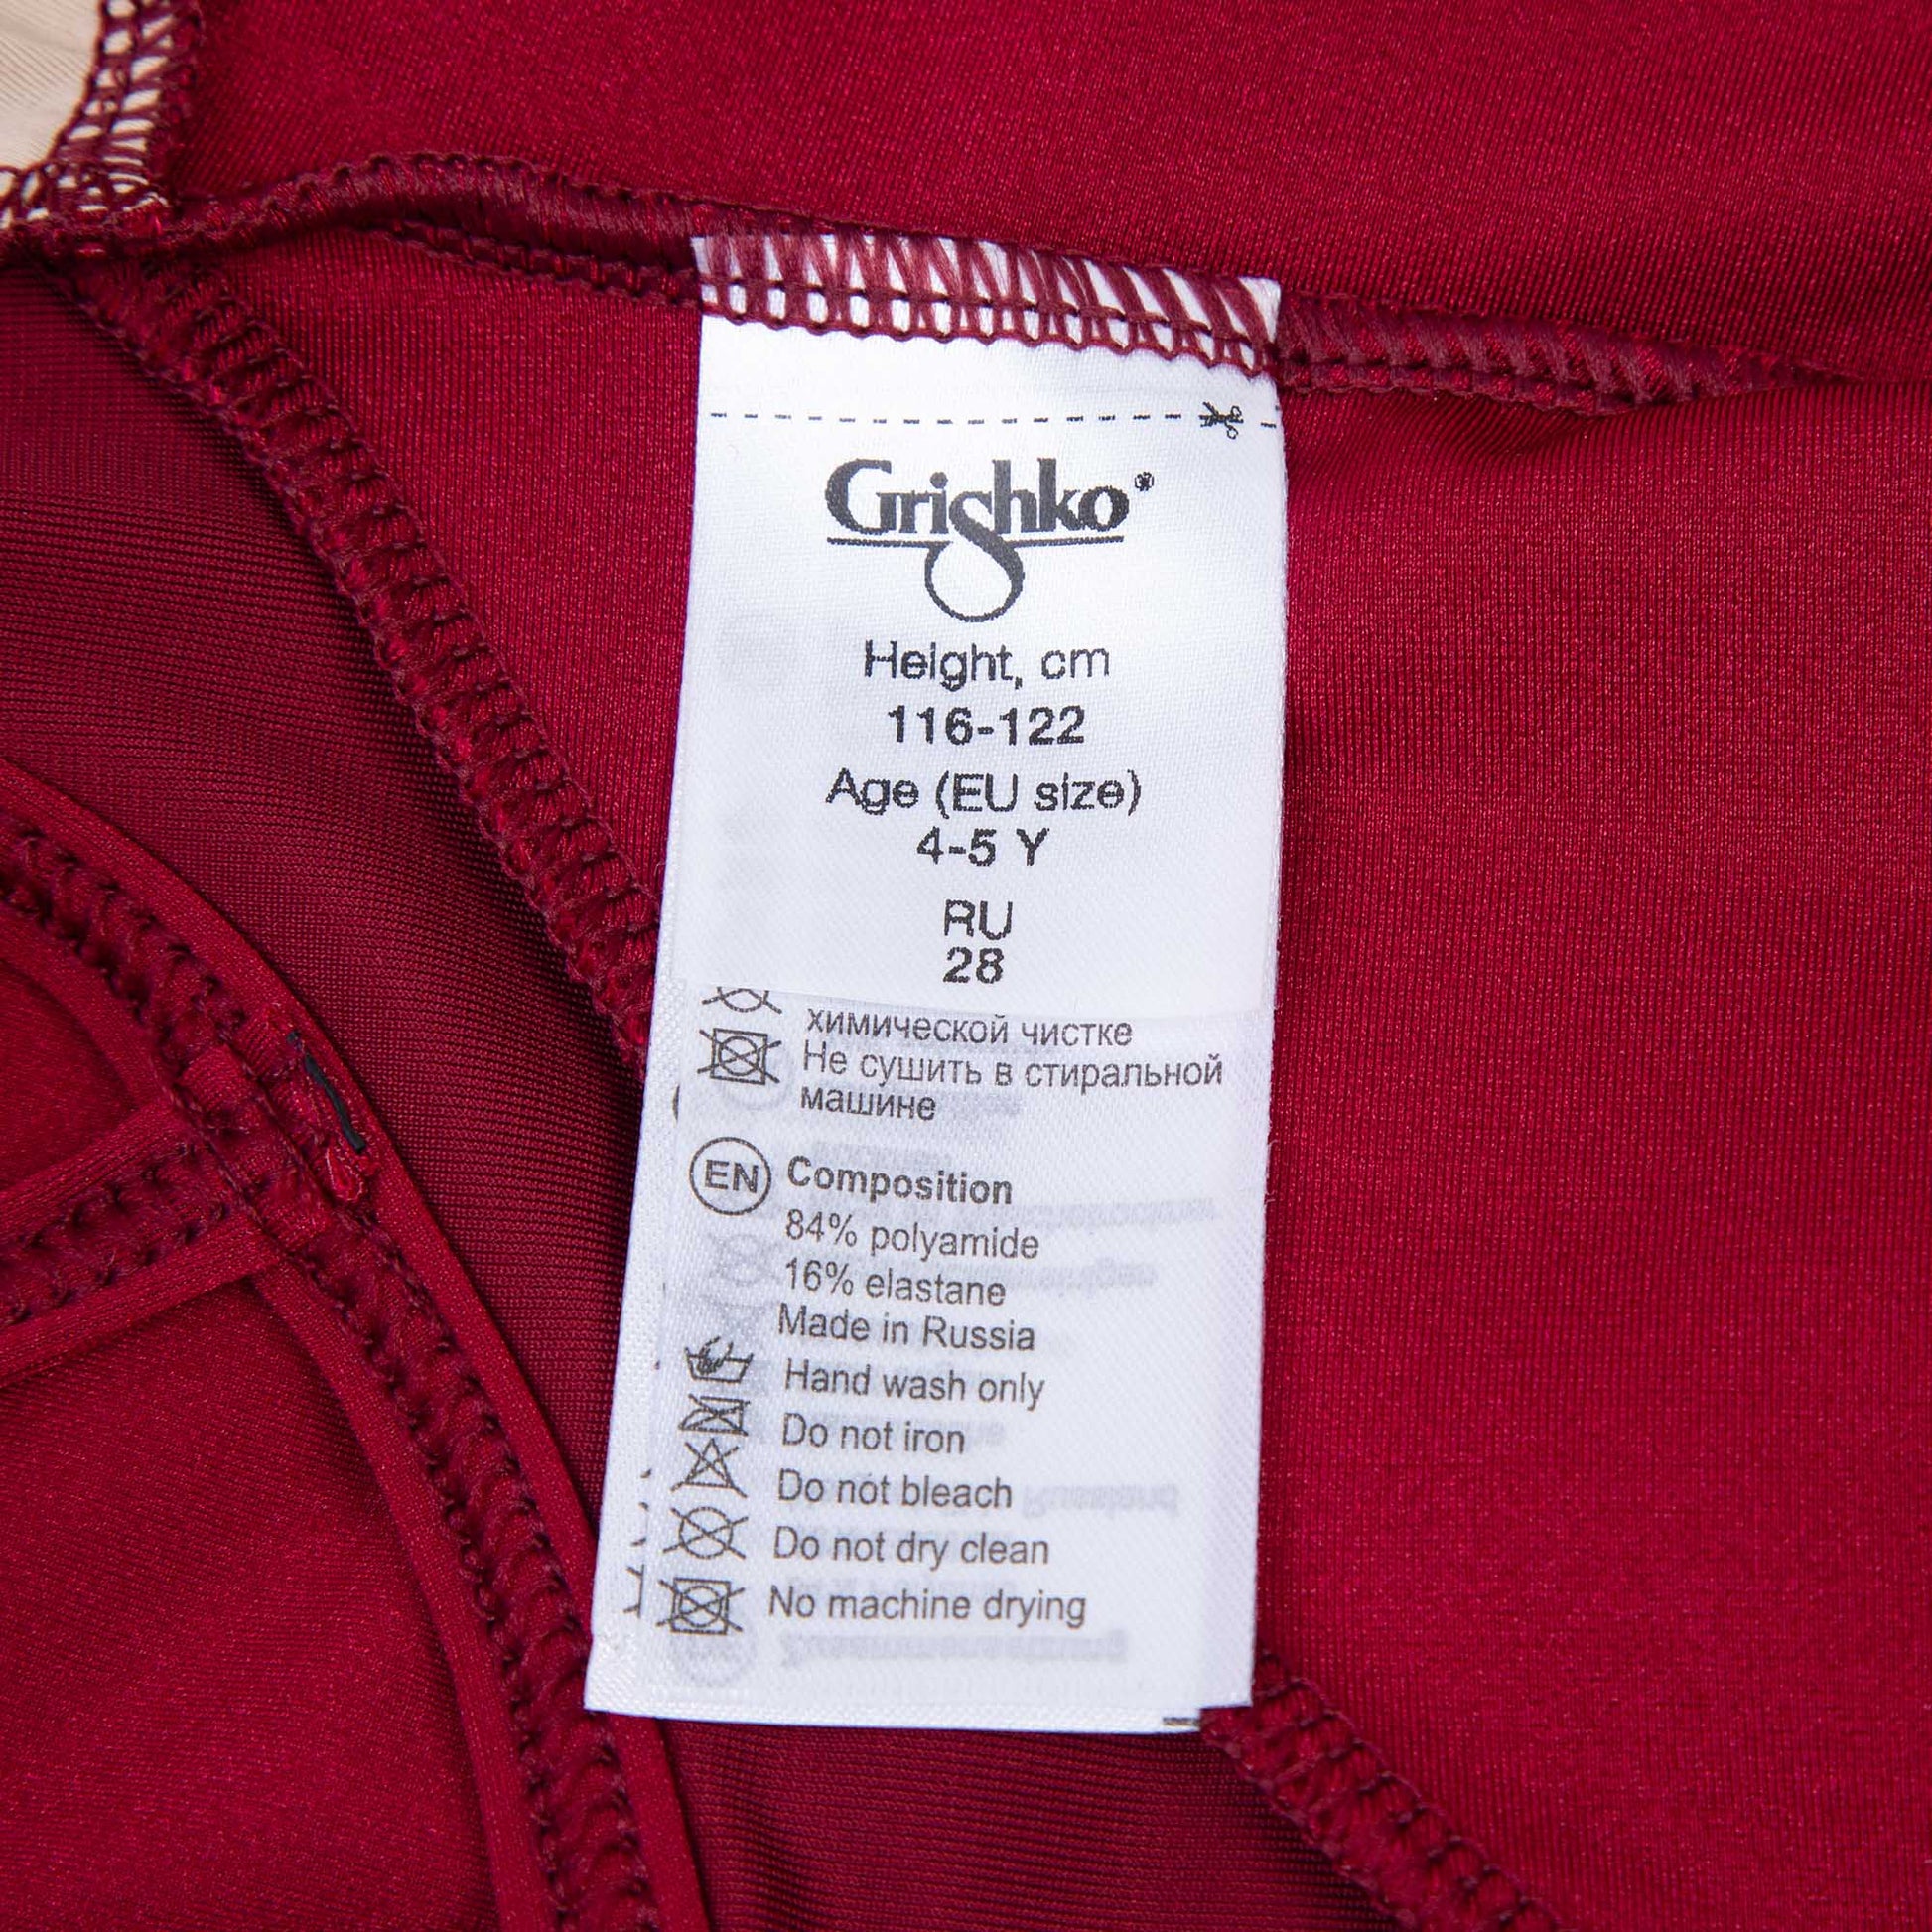 Grishko®
Height, cm
116-122
Age (EU size)
4-5 Y
RU
28
химической чистке
Не сушить в стиральной
машине
EN Composition
84% polyamide
16% elastane
Made in Russia
Hand wash only
Do not iron
Do not bleach
Do not dry clean
No machine drying